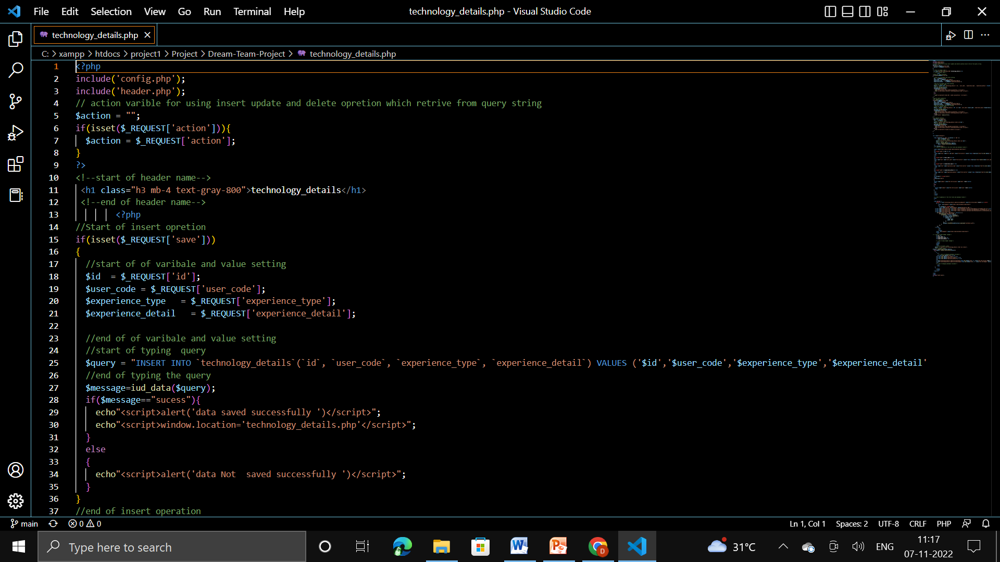 File Edit Selection View Go Run Terminal Help
technology_details.php - Visual Studio Code
technology_details.php
C: > xampp > htdocs > project1 > Project > Dream-Team-Project > technology_details.php
1 <?php
2 include('config.php');
3 include('header.php');
4 // action varible for using insert update and delete opretion which retrive from query string
5 $action = "";
6 if(isset($_REQUEST['action'])){
7 $action = $_REQUEST['action'];
8 }
9 ?>
10 <!--start of header name-->
11 <h1 class="h3 mb-4 text-gray-800">technology_details</h1>
12 <!--end of header name-->
13 <?php
14 //Start of insert opretion
15 if(isset($_REQUEST['save']))
16 {
17 //start of of varibale and value setting
18 $id  = $_REQUEST['id'];
19 $user_code = $_REQUEST['user_code'];
20 $experience_type   = $_REQUEST['experience_type'];
21 $experience_detail   = $_REQUEST['experience_detail'];
22
23 //end of of varibale and value setting
24 //start of typing  query
25 $query = "INSERT INTO `technology_details`(`id`, `user_code`, `experience_type`, `experience_detail`) VALUES ('$id','$user_code','$experience_type','$experience_detail'
26 //end of typing the query
27 $message=iud_data($query);
28 if($message=="sucess"){
29 echo"<script>alert('data saved successfully ')</script>";
30 echo"<script>window.location='technology_details.php'</script>";
31 }
32 else
33 {
34 echo"<script>alert('data Not  saved successfully ')</script>";
35 }
36 }
37 //end of insert operation
main 0 0 Ln 1, Col 1 Spaces: 2 UTF-8 CRLF PHP
Type here to search
31°C
ENG
11:17
07-11-2022